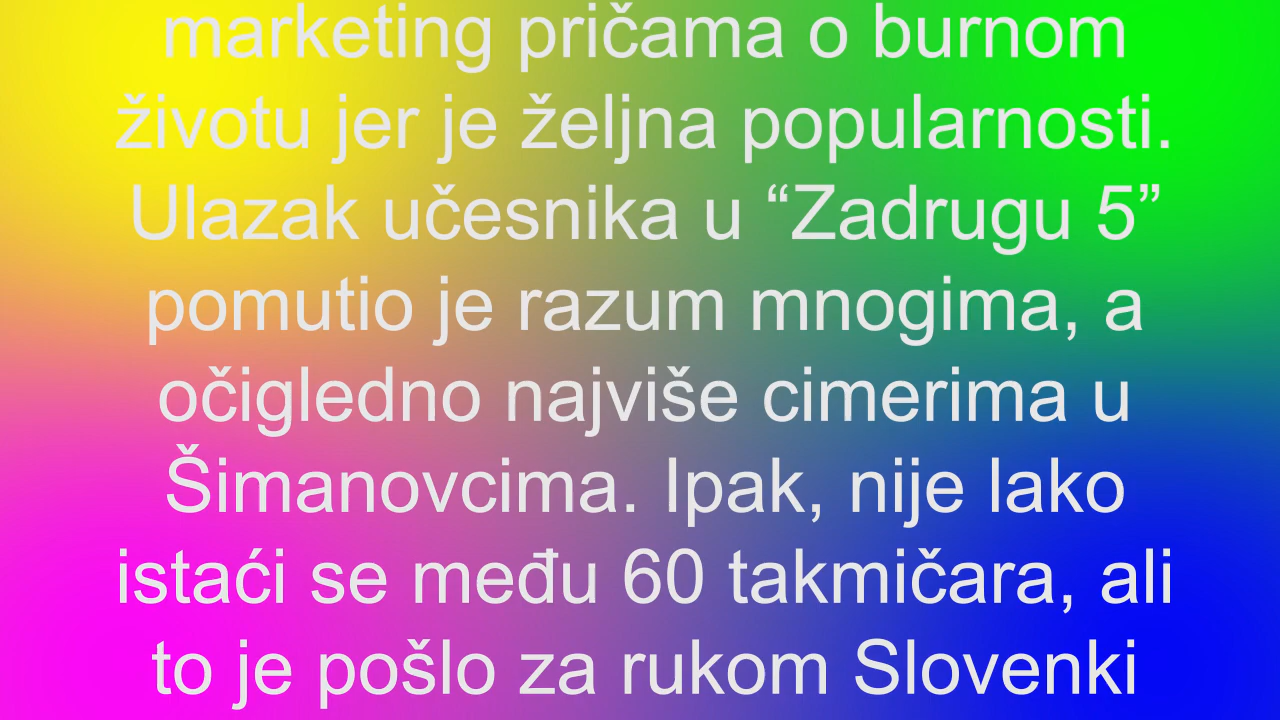 marketing pričama o burnom
životu jer je željna popularnosti.
Ulazak učesnika u “Zadrugu 5”
pomutio je razum mnogima, a
očigledno najviše cimerima u
Šimanovcima. Ipak, nije lako
istaći se među 60 takmičara, ali
to je pošlo za rukom Slovenki